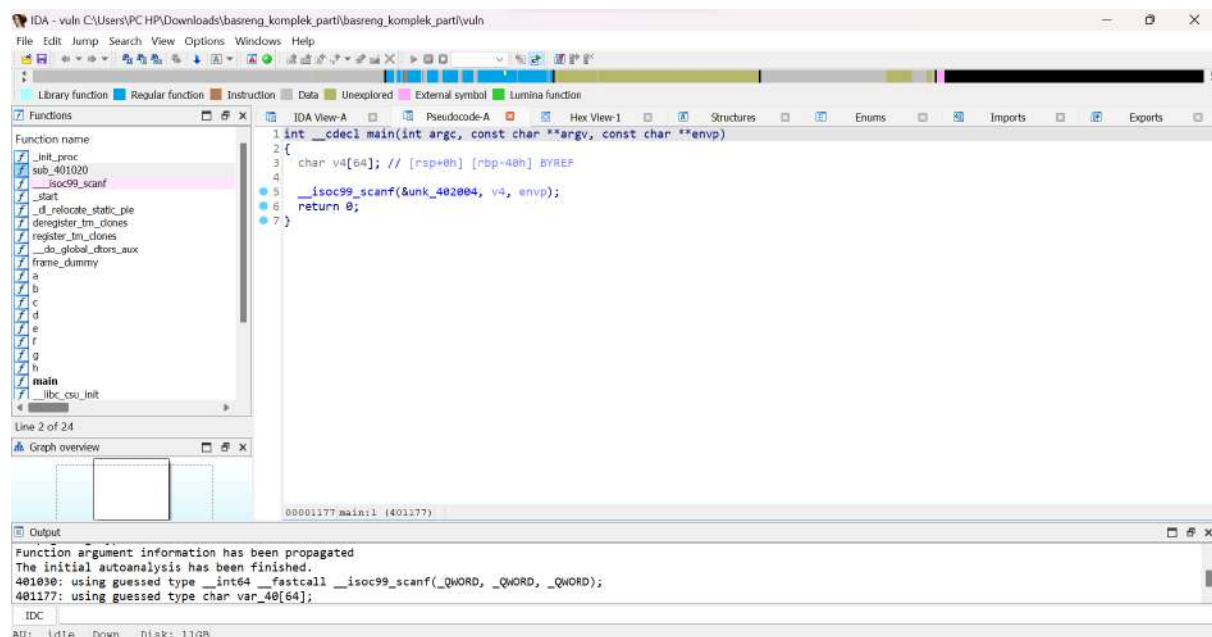 IDA - vuln C:\Users\PC HP\Downloads\basreng_komplek_parti\basreng_komplek_parti\vuln
File Edit Jump Search View Options Windows Help
Library function Regular function Instruction Data Unexplored External symbol Lumina function
Functions
IDA View-A Pseudocode-A Hex View-1 Structures Enums Imports Exports
Function name
_init_proc
sub_401020
___isoc99_scanf
_start
_dl_relocate_static_pie
deregister_tm_clones
register_tm_clones
__do_global_dtors_aux
frame_dummy
a
b
c
d
e
f
g
h
main
__libc_csu_init
Line 2 of 24
Graph overview
1 int __cdecl main(int argc, const char **argv, const char **envp)
2 {
3 char v4[64]; // [rsp+0h] [rbp-40h] BYREF
4
5 __isoc99_scanf(&unk_402004, v4, envp);
6 return 0;
7 }
00001177 main:1 (401177)
Output
Function argument information has been propagated
The initial autoanalysis has been finished.
401030: using guessed type __int64 __fastcall __isoc99_scanf(_QWORD, _QWORD, _QWORD);
401177: using guessed type char var_40[64];
IDC
AU: idle Down Disk: 11GB